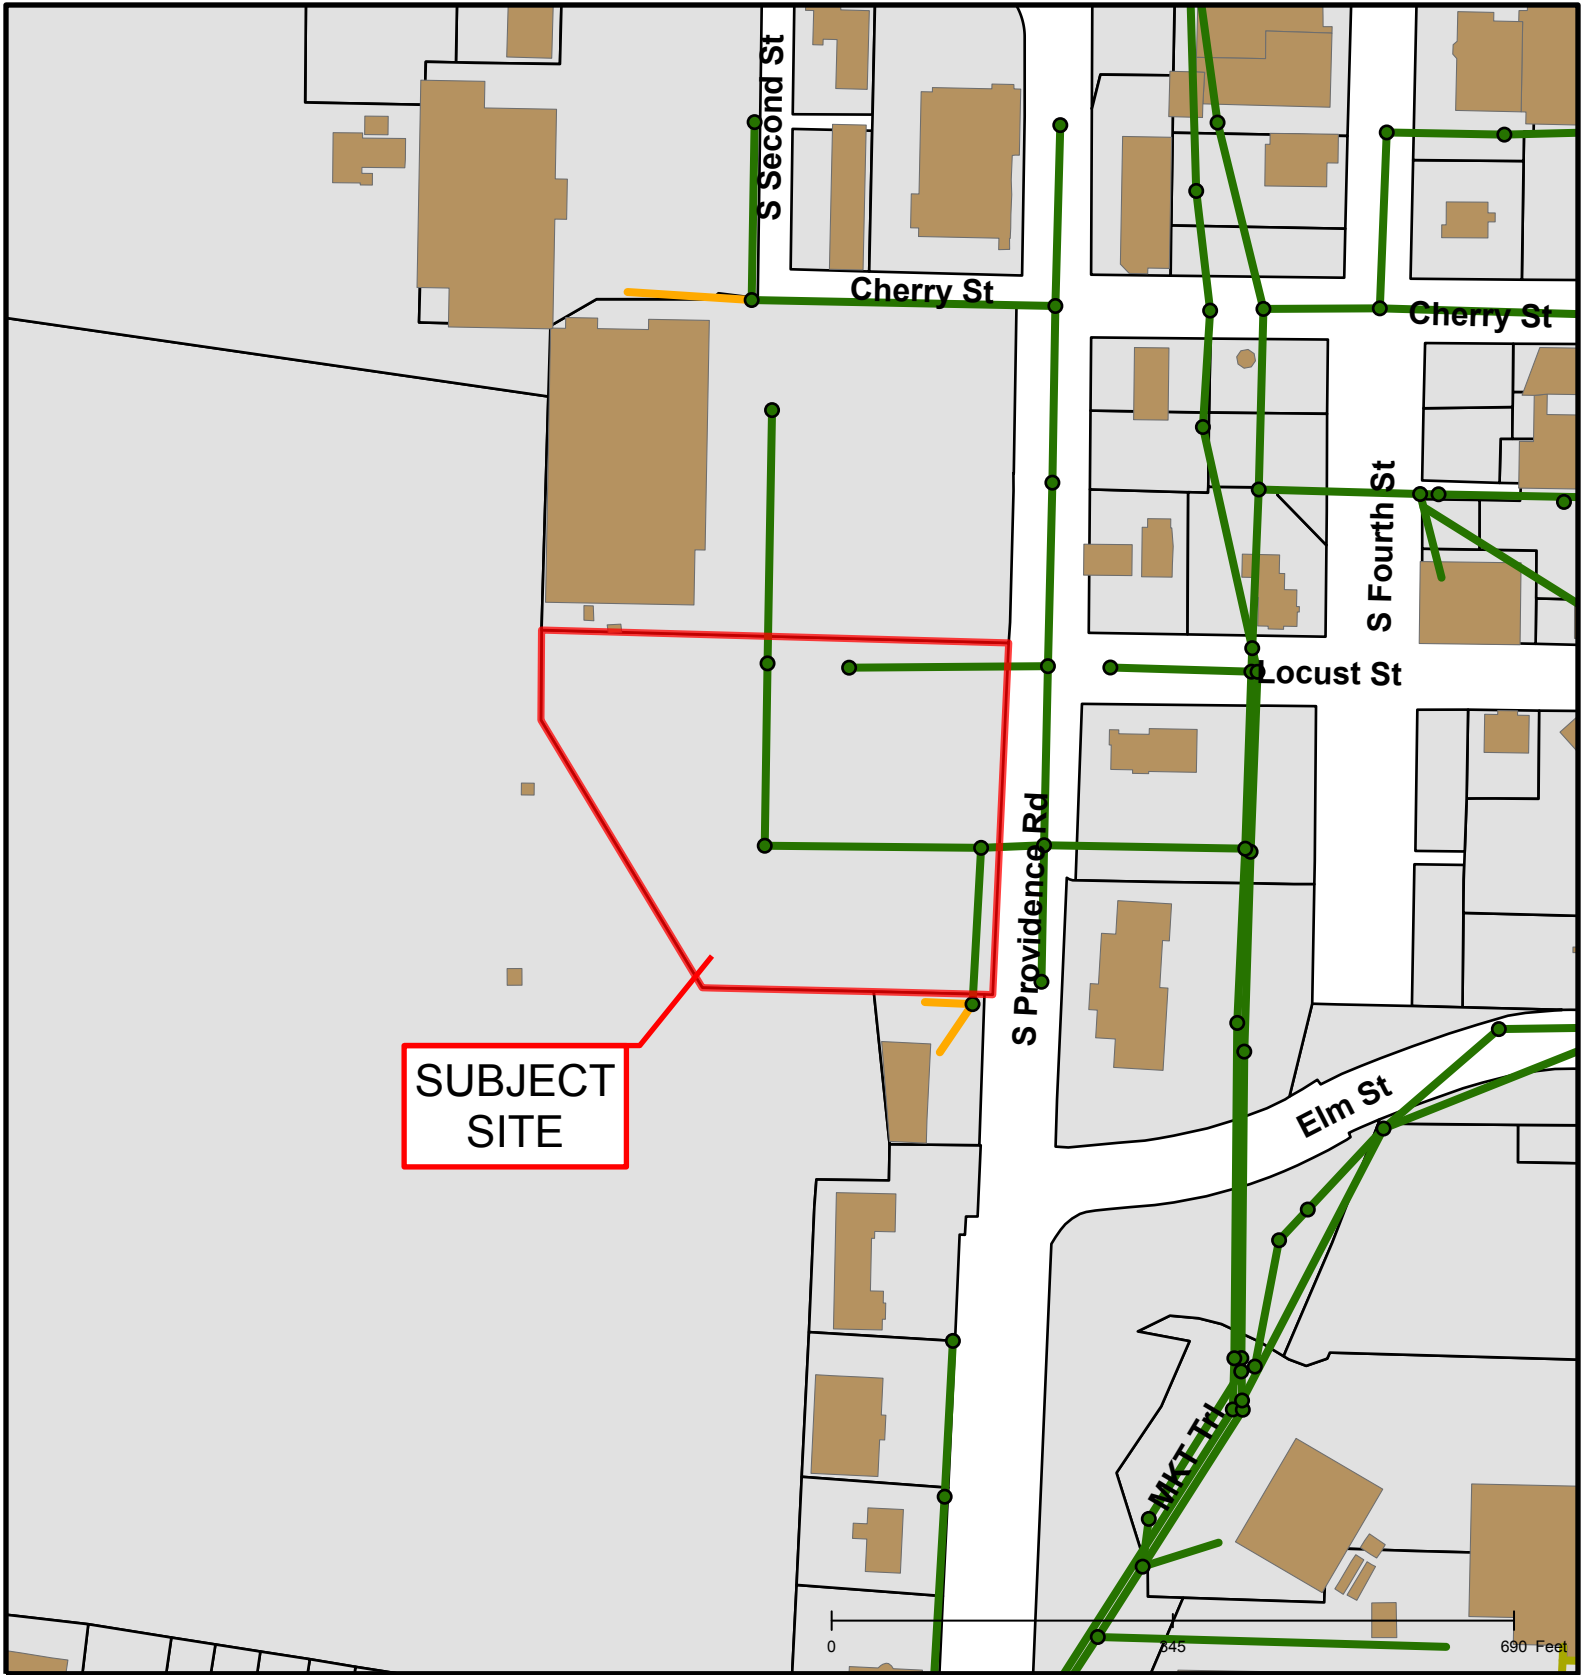 S Second St
Cherry St
Cherry St
S Fourth St
Locust St
S Providence Rd
SUBJECT
SITE
Elm St
MKT Trl
0
345
690 Feet